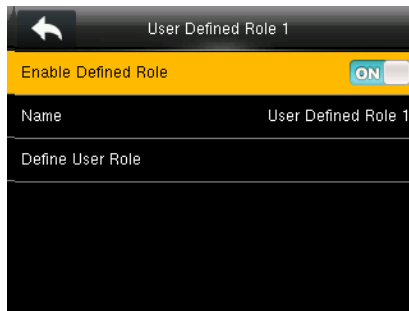 User Defined Role 1
Enable Defined Role ON
Name User Defined Role 1
Define User Role